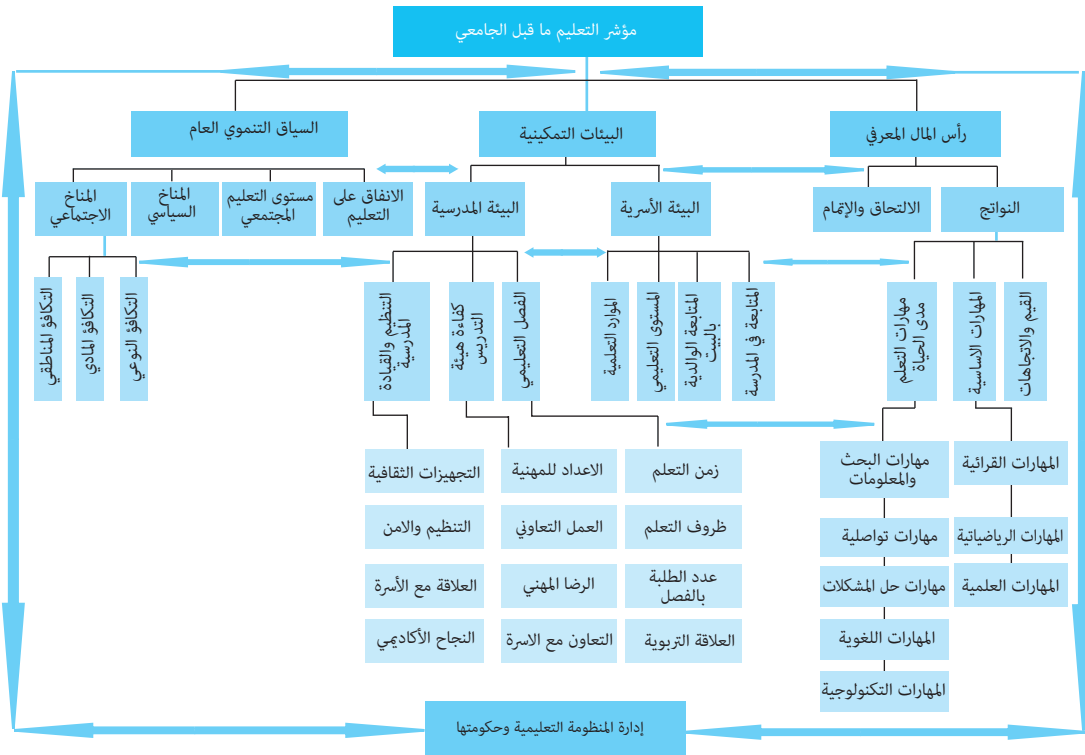 مؤشر التعليم ما قبل الجامعي
رأس المال المعرفي
البيئات التمكينية
السياق التنموي العام
النواتج
الالتحاق والإتمام
البيئة الأسرية
البيئة المدرسية
الانفاق على
التعليم
مستوى التعليم
المجتمعي
المناخ
السياسي
المناخ
الاجتماعي
القيم والاتجاهات
المهارات الاساسية
مهارات التعلم
مدى الحياة
المتابعة في المدرسة
المتابعة الوالدية
بالبيت
المستوى التعليمي
الموارد التعلمية
الفصل التعليمي
كفاءة هيئة
التدريس
التنظيم والقيادة
المدرسية
التكافؤ النوعي
التكافؤ المادي
التكافؤ المناطقي
المهارات القرائية
المهارات الرياضياتية
المهارات العلمية
مهارات البحث
والمعلومات
مهارات تواصلية
مهارات حل المشكلات
المهارات اللغوية
المهارات التكنولوجية
زمن التعلم
ظروف التعلم
عدد الطلبة
بالفصل
العلاقة التربوية
الاعداد للمهنية
العمل التعاوني
الرضا المهني
التعاون مع الاسرة
التجهيزات الثقافية
التنظيم والامن
العلاقة مع الأسرة
النجاح الأكاديمي
إدارة المنظومة التعليمية وحكومتها